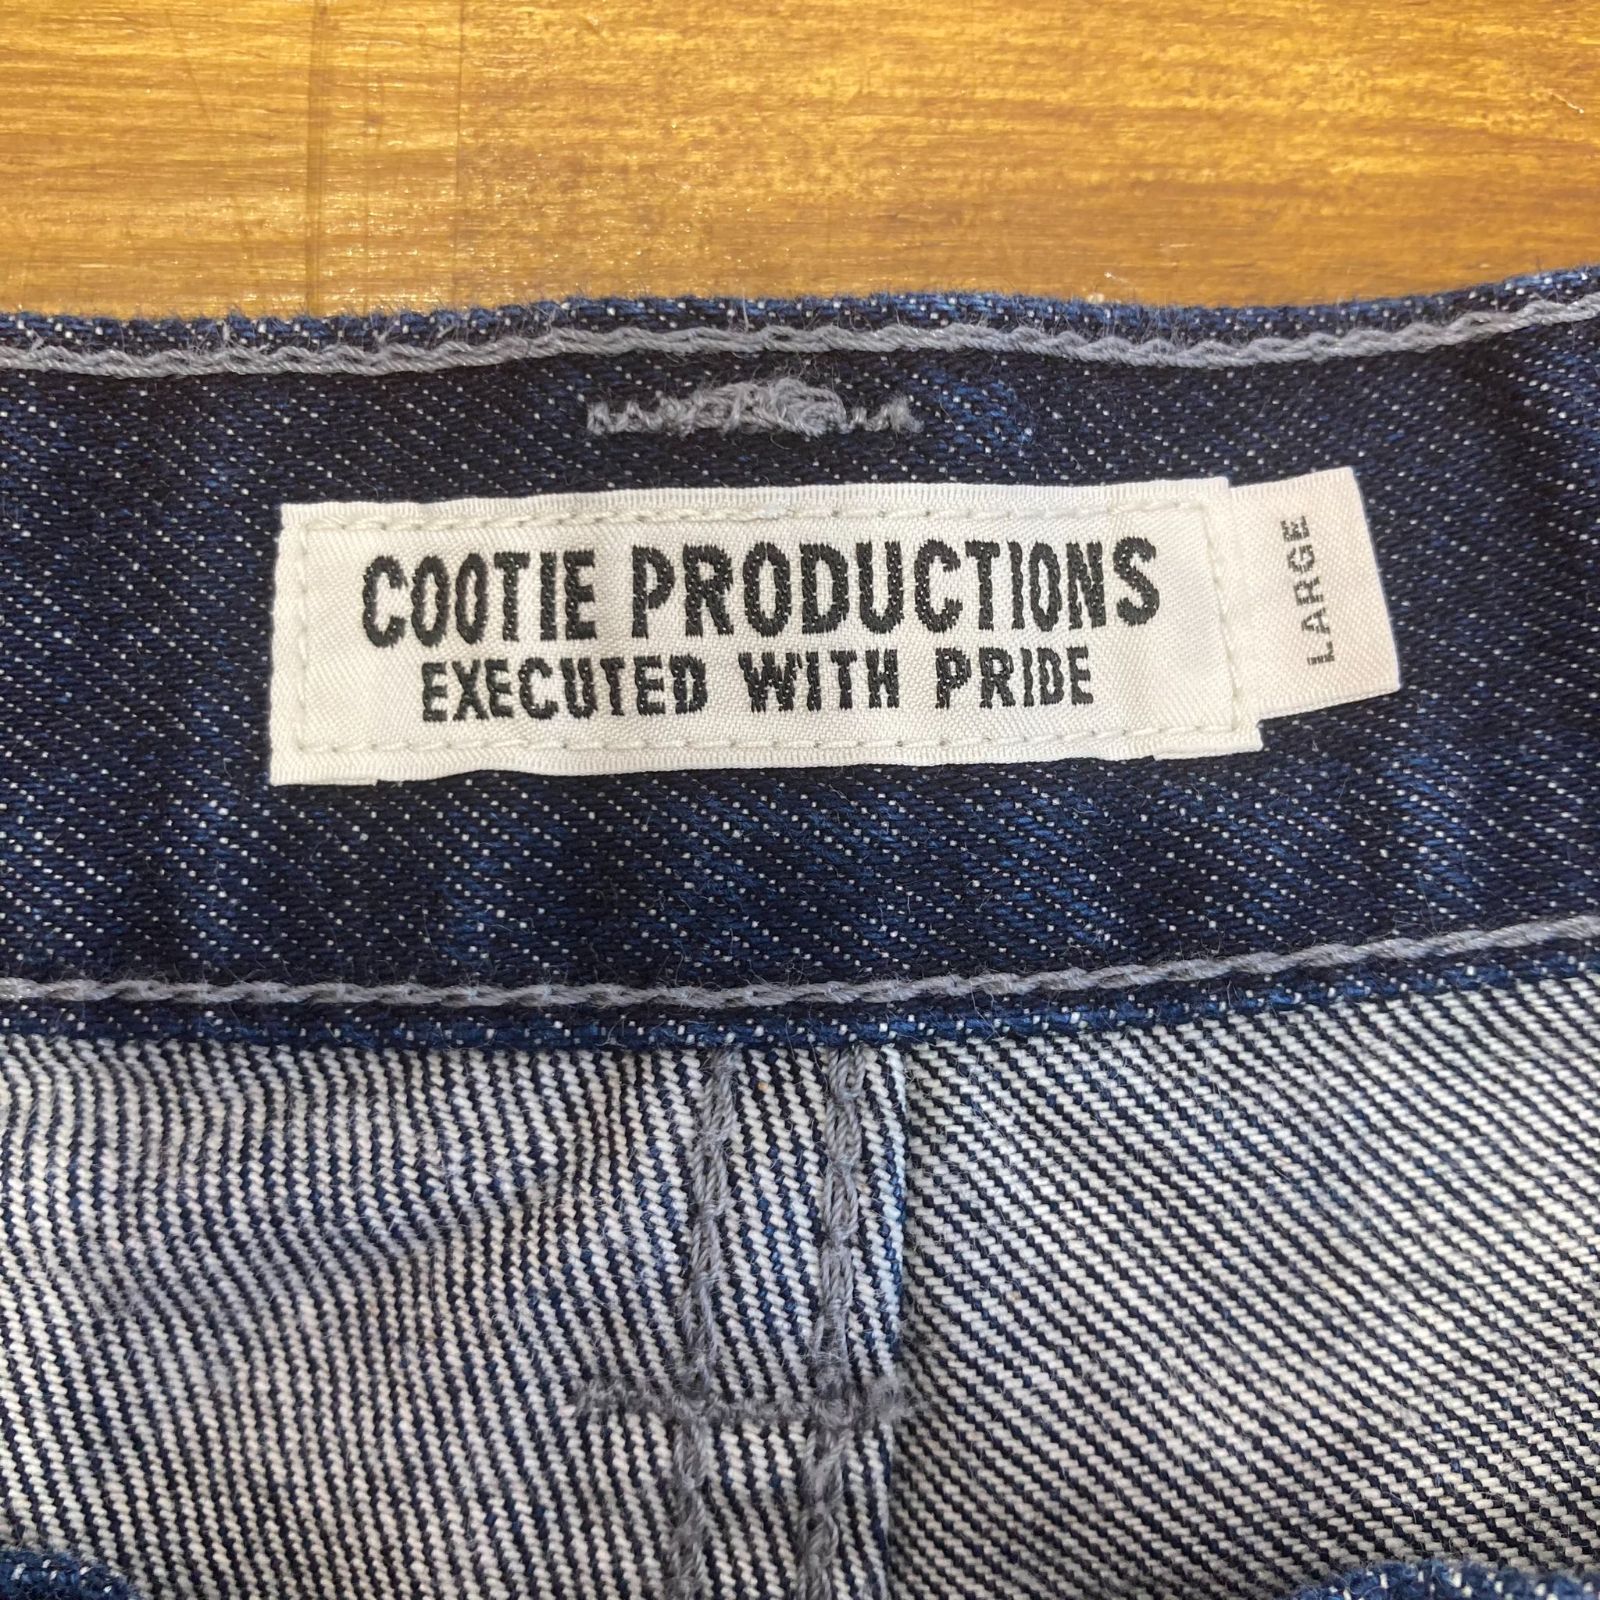 COOTIE PRODUCTIONS
EXECUTED WITH PRIDE
LARGE